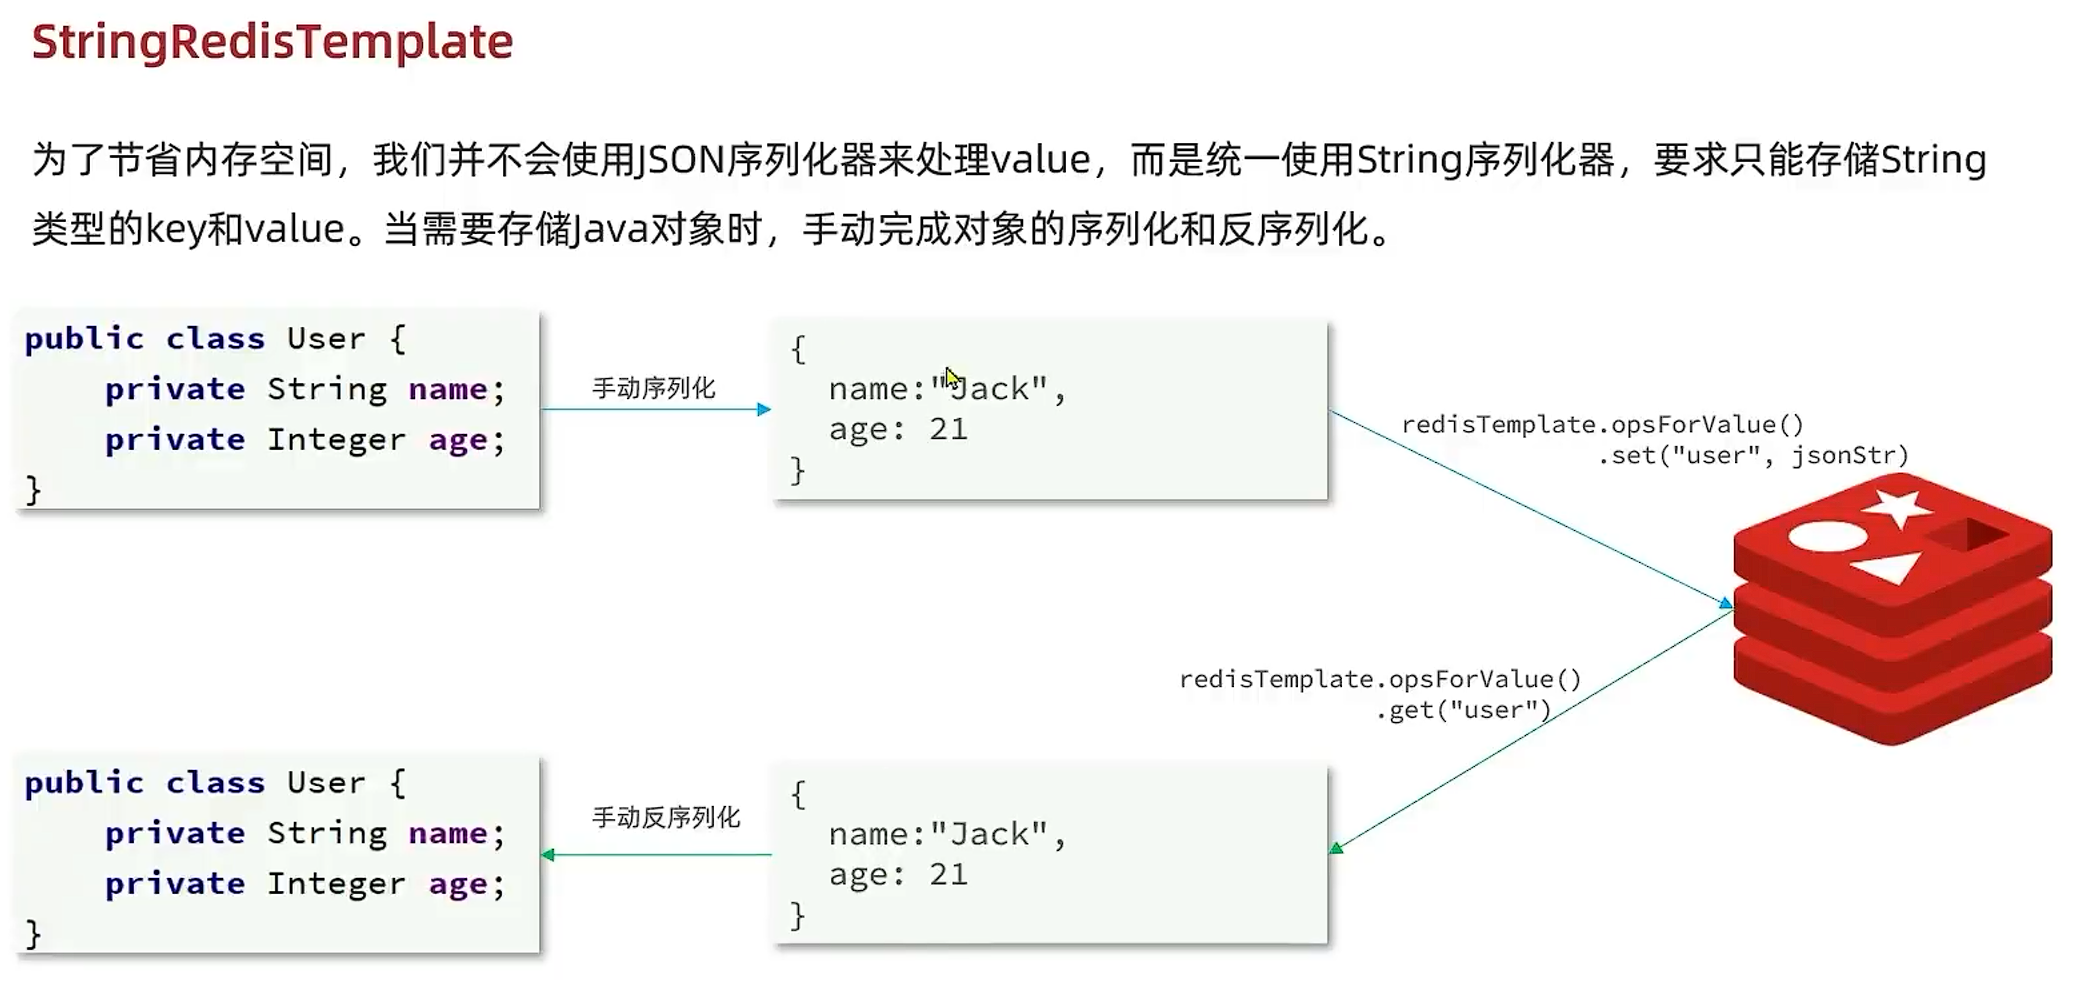 StringRedisTemplate
为了节省内存空间，我们并不会使用JSON序列化器来处理value，而是统一使用String序列化器，要求只能存储String
类型的key和value。当需要存储Java对象时，手动完成对象的序列化和反序列化。
public class User {
    private String name;
    private Integer age;
}
手动序列化
{
  name:"Jack",
  age: 21
}
redisTemplate.opsForValue()
.set("user", jsonStr)
redisTemplate.opsForValue()
.get("user")
public class User {
    private String name;
    private Integer age;
}
手动反序列化
{
  name:"Jack",
  age: 21
}